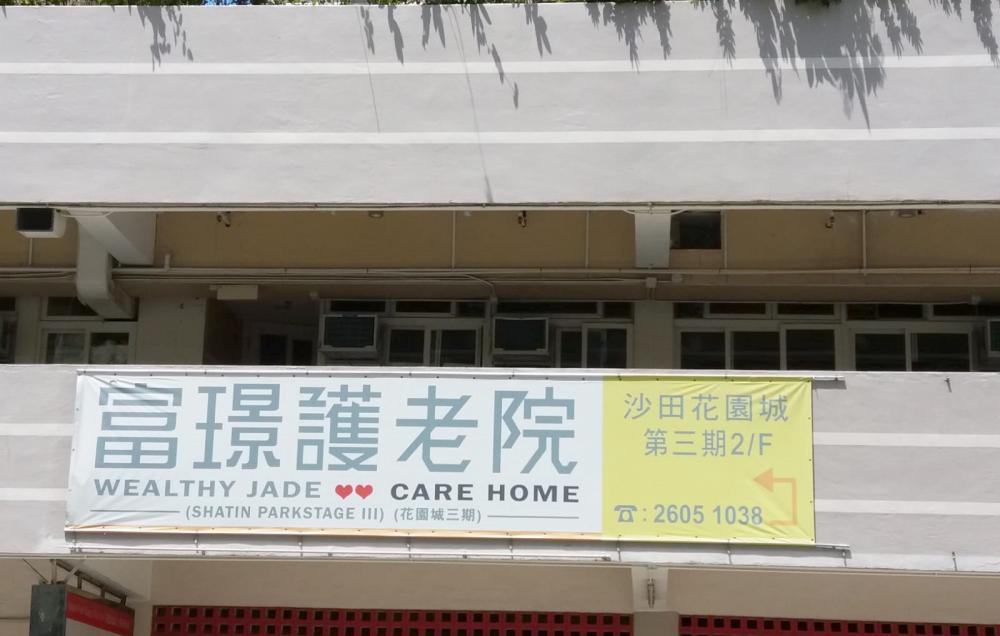 富璟護老院
WEALTHY JADE ❤❤ CARE HOME
(SHATIN PARKSTAGE III) (花園城三期)
沙田花園城
第三期2/F
☎: 2605 1038